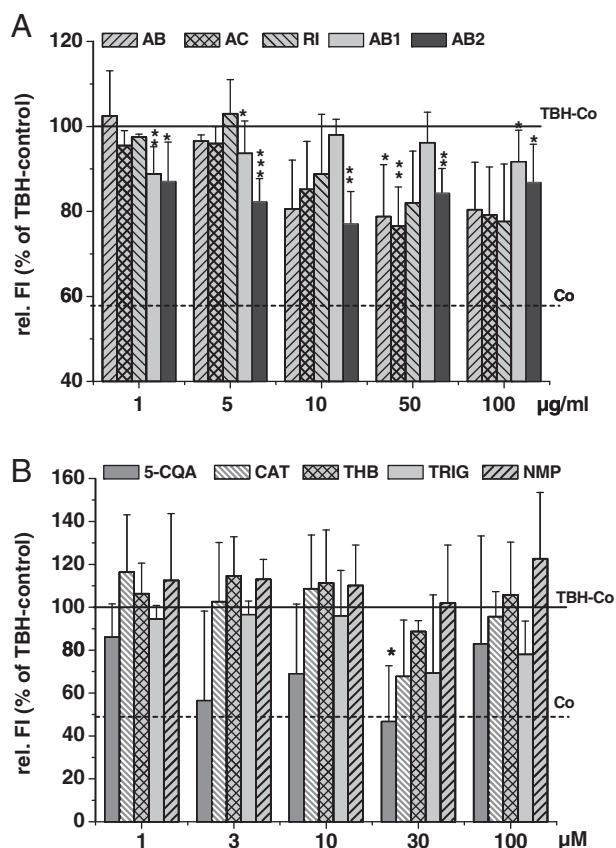 A
AB AC RI AB1 AB2
120
100
80
60
40
rel. FI (% of TBH-control)
TBH-Co
Co
* * *
* * * *
* *
* * * * *
* *
1 5 10 50 100 µg/ml
B
5-CQA CAT THB TRIG NMP
160
140
120
100
80
60
40
20
0
rel. FI (% of TBH-control)
TBH-Co
Co
*
1 3 10 30 100 µM